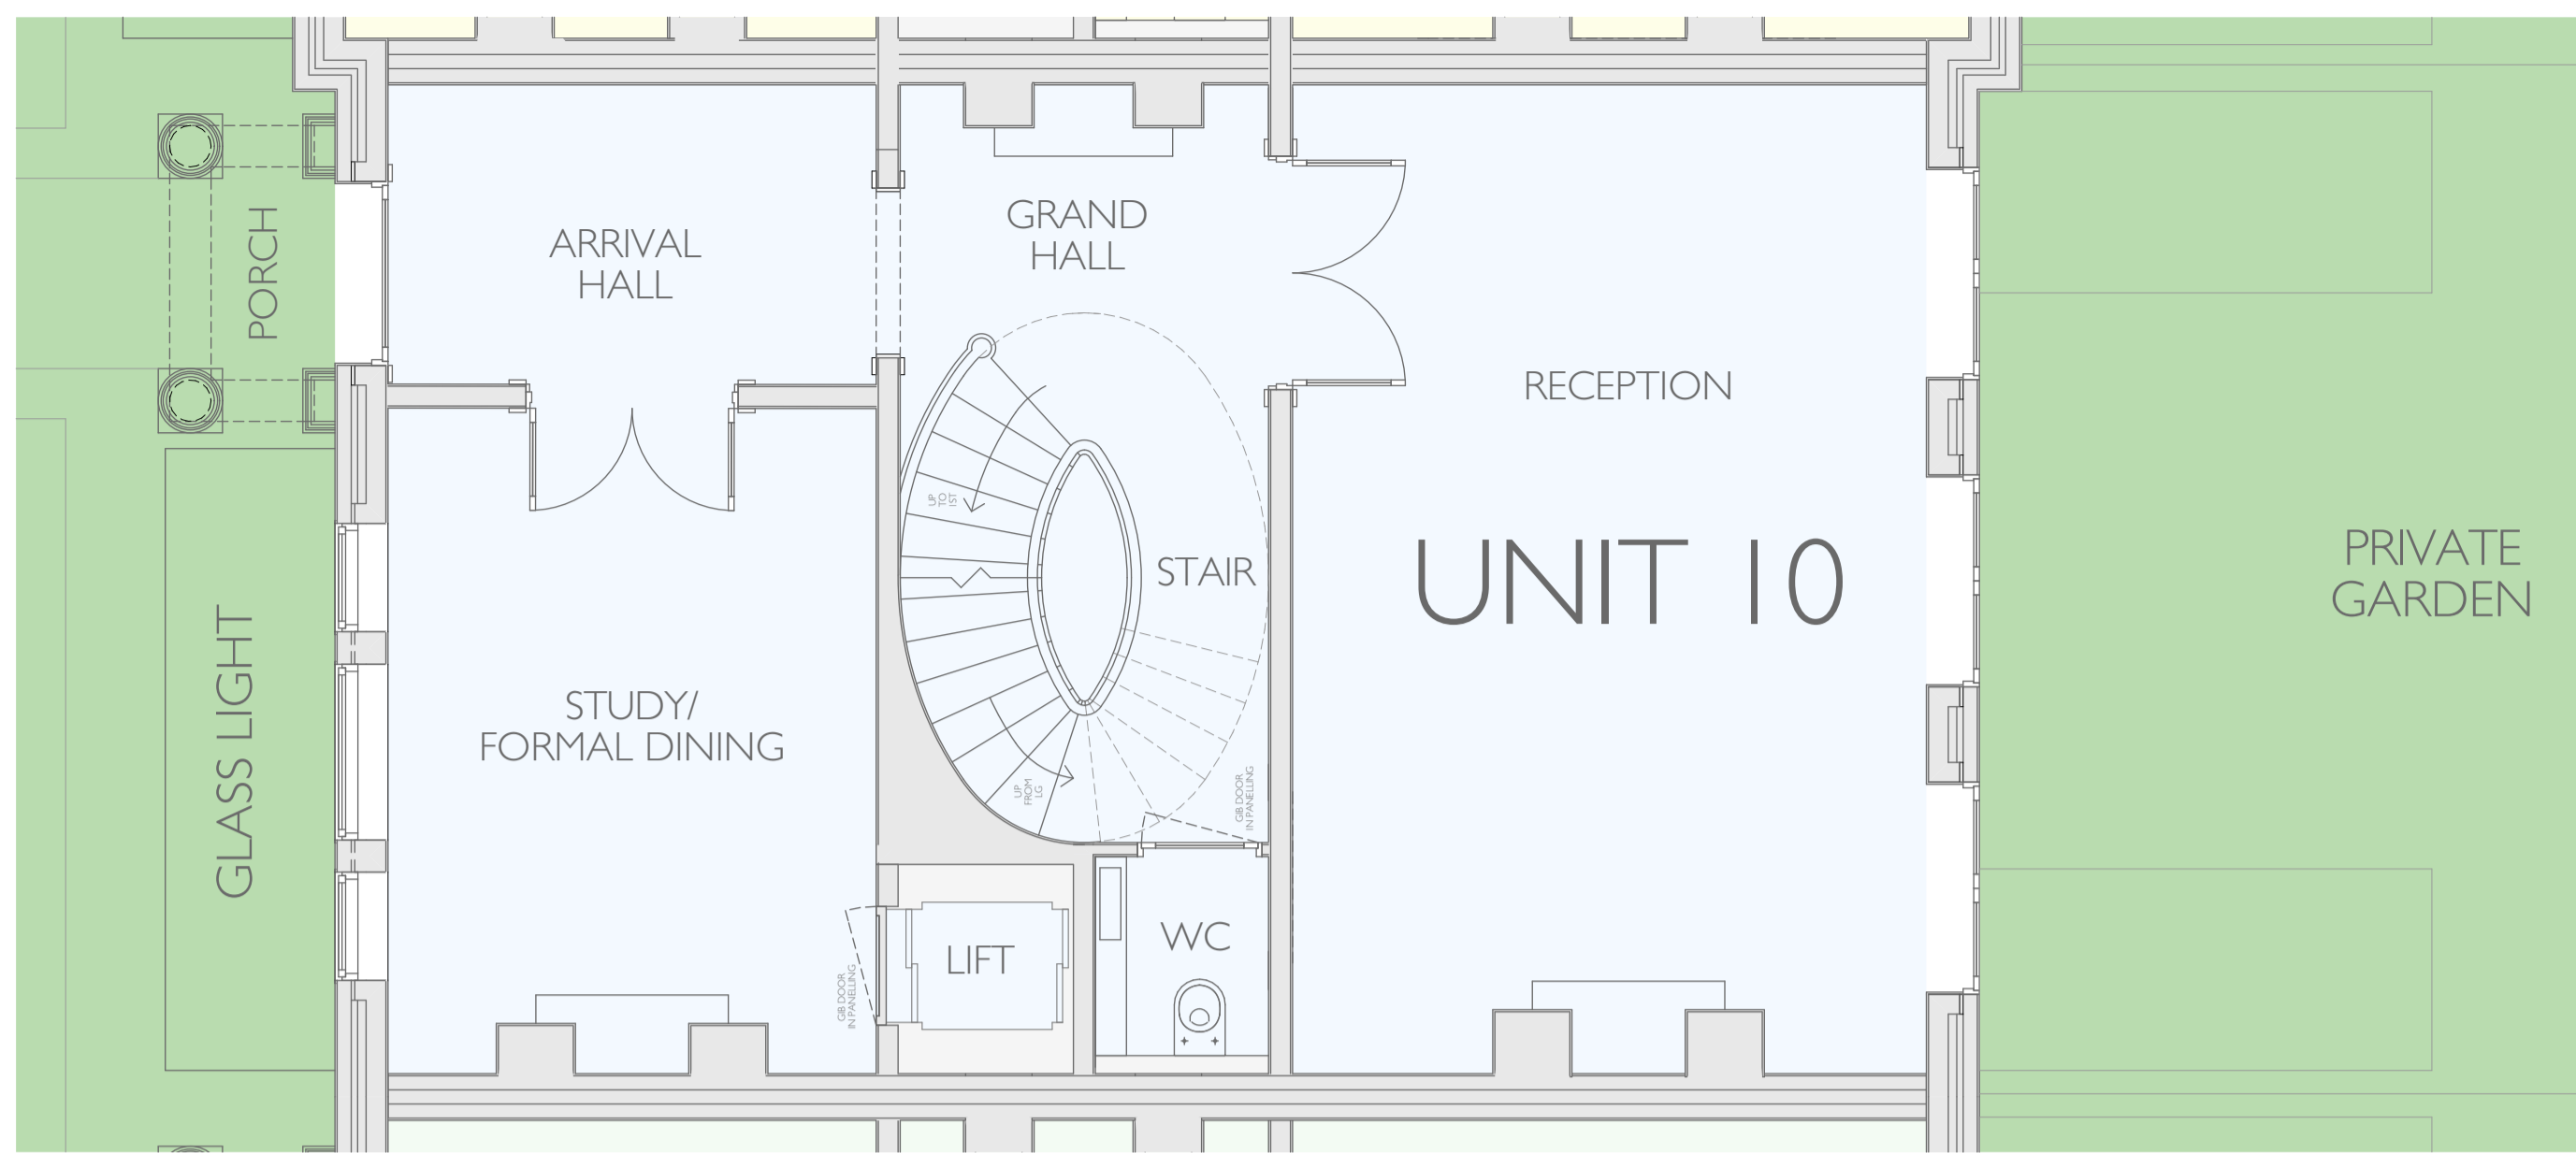 PORCH
ARRIVAL
HALL
GRAND
HALL
RECEPTION
UP
TO
1ST
STAIR
UNIT 10
PRIVATE
GARDEN
GLASS LIGHT
STUDY/
FORMAL DINING
UP
FROM
LG
GIB DOOR
IN PANELLING
GIB DOOR
IN PANELLING
LIFT
WC